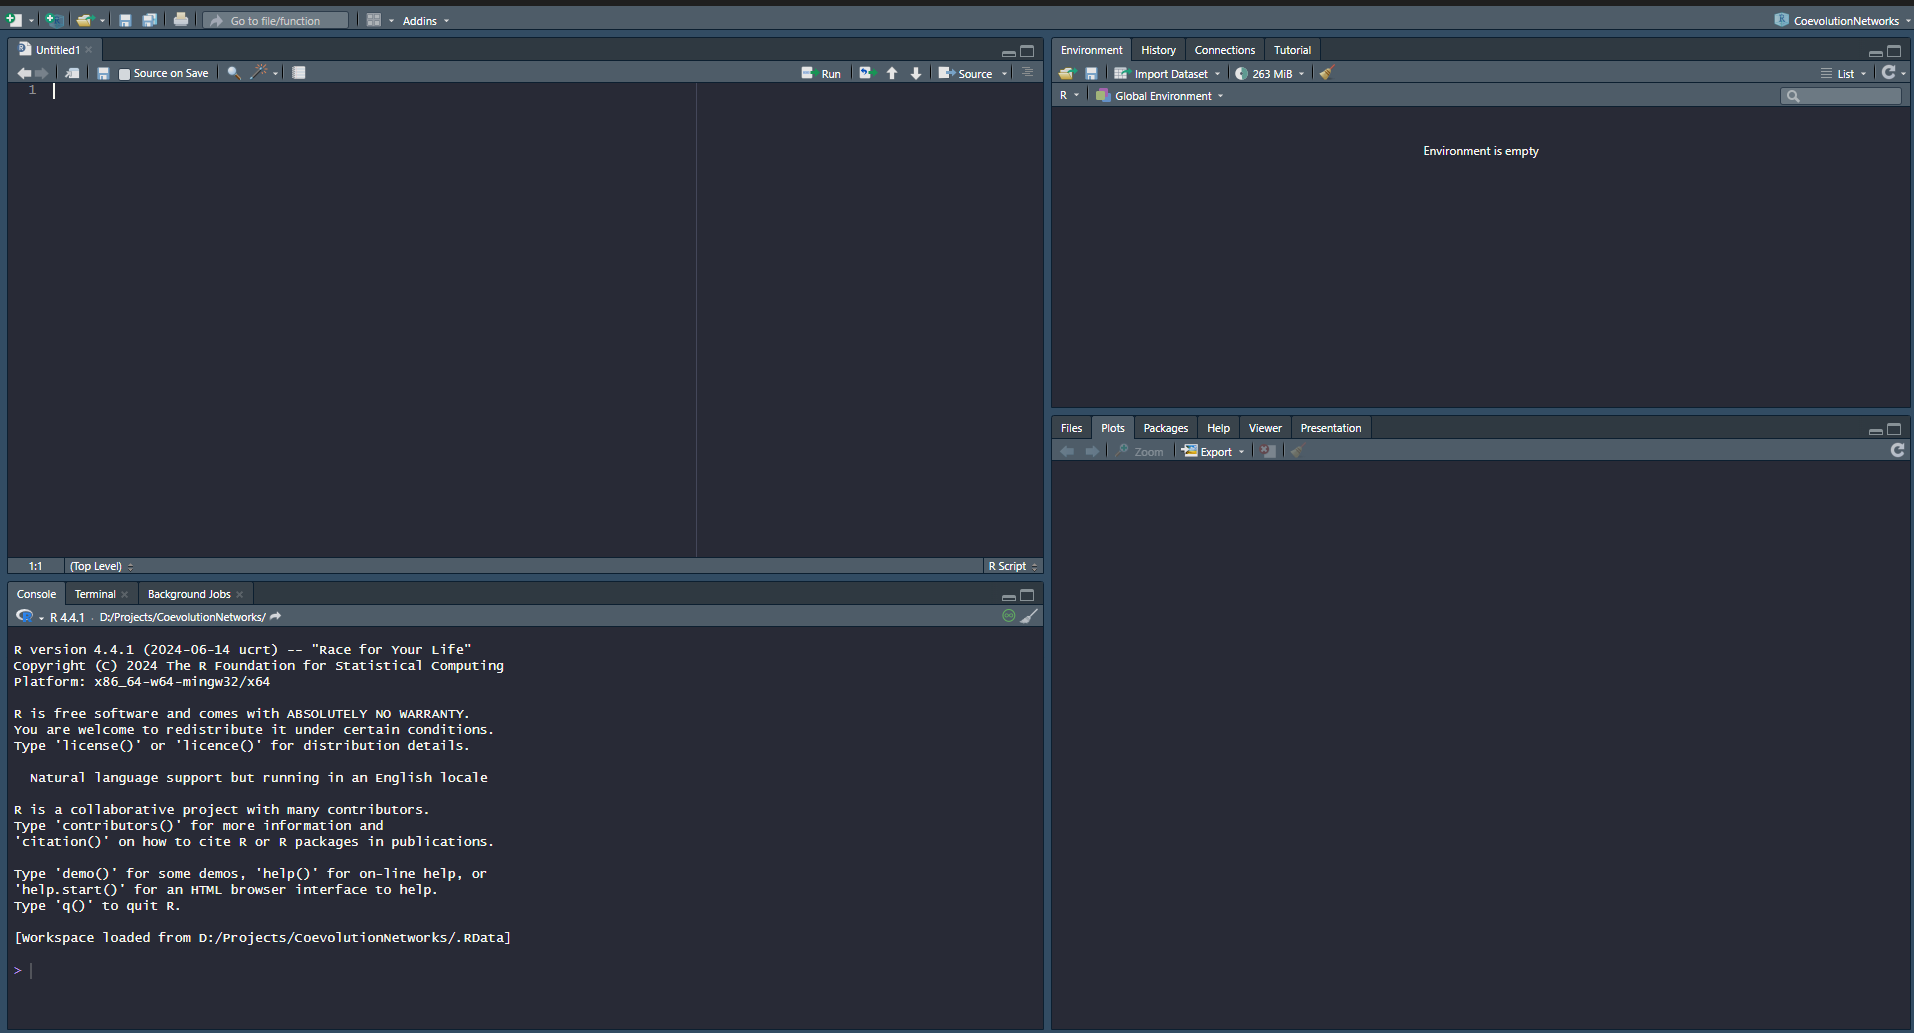 Go to file/function
Addins
CoevolutionNetworks
Untitled1
Source on Save
Run
Source
1
1:1
(Top Level)
R Script
Console
Terminal
Background Jobs
R 4.4.1 · D:/Projects/CoevolutionNetworks/
R version 4.4.1 (2024-06-14 ucrt) -- "Race for Your Life"
Copyright (C) 2024 The R Foundation for Statistical Computing
Platform: x86_64-w64-mingw32/x64
R is free software and comes with ABSOLUTELY NO WARRANTY.
You are welcome to redistribute it under certain conditions.
Type 'license()' or 'licence()' for distribution details.
Natural language support but running in an English locale
R is a collaborative project with many contributors.
Type 'contributors()' for more information and
'citation()' on how to cite R or R packages in publications.
Type 'demo()' for some demos, 'help()' for on-line help, or
'help.start()' for an HTML browser interface to help.
Type 'q()' to quit R.
[Workspace loaded from D:/Projects/CoevolutionNetworks/.RData]
>
Environment
History
Connections
Tutorial
Import Dataset
263 MiB
List
R
Global Environment
Environment is empty
Files
Plots
Packages
Help
Viewer
Presentation
Zoom
Export